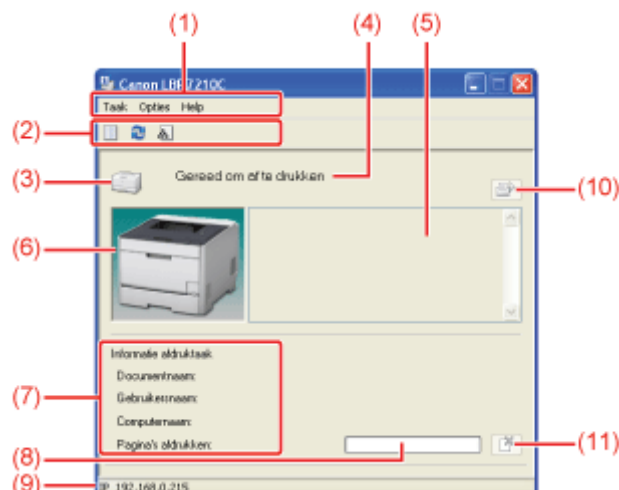 (1)
(4)
(5)
Canon LBP7210C
Taak Opties Help
(2)
(3)
Gereed om af te drukken
(10)
(6)
Informatie afdruktaak
Documentnaam:
Gebruikersnaam:
(7)
Computernaam:
Pagina's afdrukken:
(11)
(8)
(9)
IP 192.168.0.215